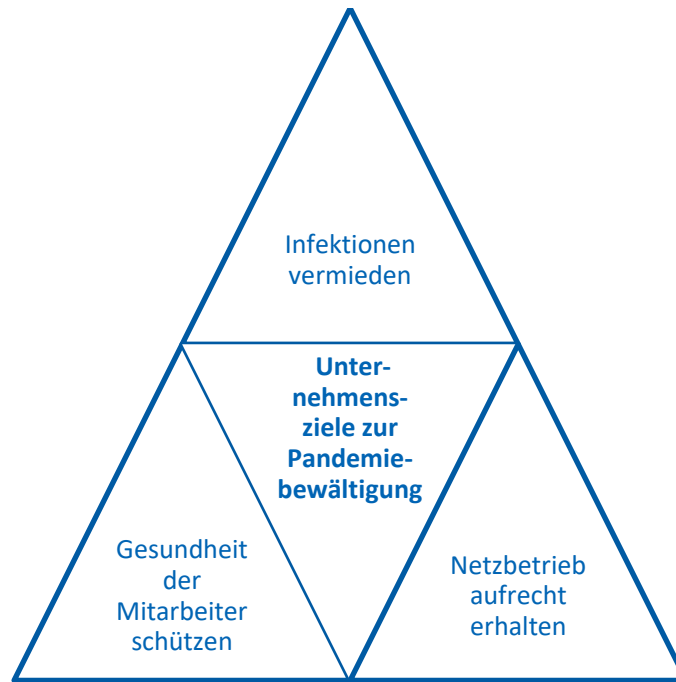 Infektionen
vermieden
Unter-
nehmens-
ziele zur
Pandemie-
bewältigung
Gesundheit
der
Mitarbeiter
schützen
Netzbetrieb
aufrecht
erhalten